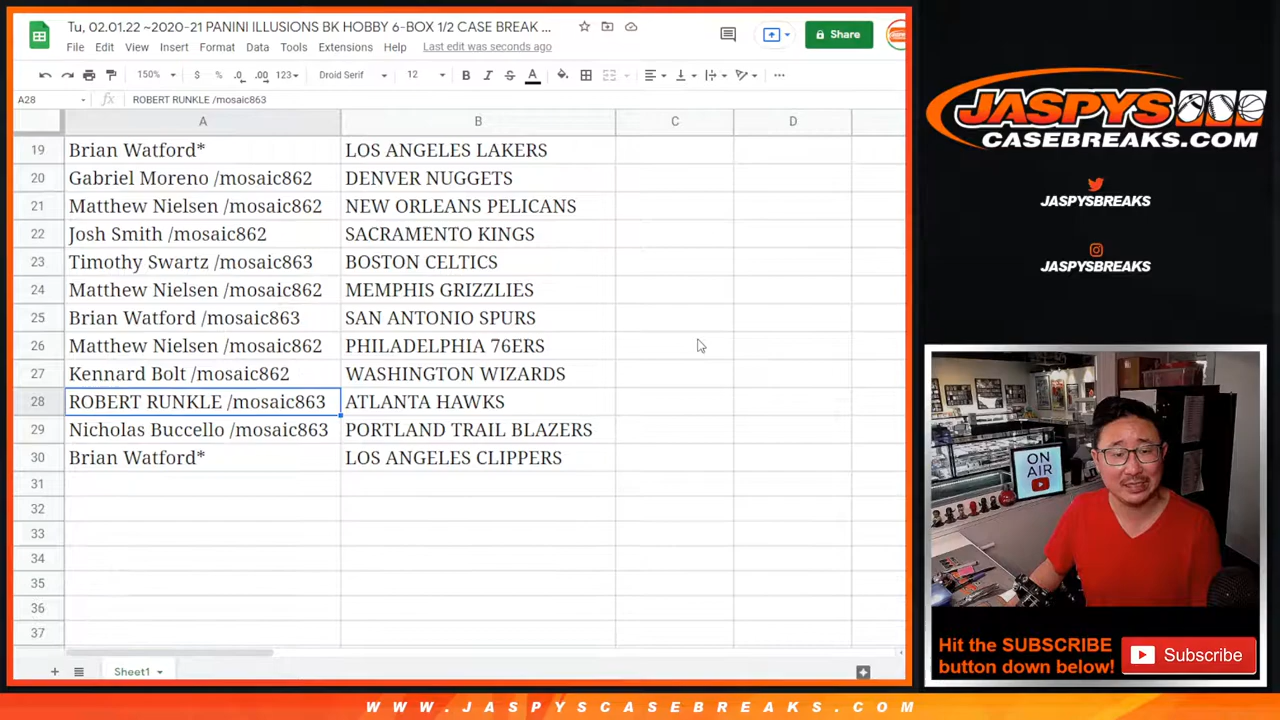 Tu, 02.01.22 ~2020-21 PANINI ILLUSIONS BK HOBBY 6-BOX 1/2 CASE BREAK ...
File Edit View Insert Format Data Tools Extensions Help Last edit was seconds ago
Share
150% $ % .0 .00 123 Droid Serif 12 B I S A
A28 fx ROBERT RUNKLE /mosaic863
A B C D
19 Brian Watford* LOS ANGELES LAKERS
20 Gabriel Moreno /mosaic862 DENVER NUGGETS
21 Matthew Nielsen /mosaic862 NEW ORLEANS PELICANS
22 Josh Smith /mosaic862 SACRAMENTO KINGS
23 Timothy Swartz /mosaic863 BOSTON CELTICS
24 Matthew Nielsen /mosaic862 MEMPHIS GRIZZLIES
25 Brian Watford /mosaic863 SAN ANTONIO SPURS
26 Matthew Nielsen /mosaic862 PHILADELPHIA 76ERS
27 Kennard Bolt /mosaic862 WASHINGTON WIZARDS
28 ROBERT RUNKLE /mosaic863 ATLANTA HAWKS
29 Nicholas Buccello /mosaic863 PORTLAND TRAIL BLAZERS
30 Brian Watford* LOS ANGELES CLIPPERS
31
32
33
34
35
36
37
Sheet1
JASPYS
CASEBREAKS.COM
JASPYSBREAKS
JASPYSBREAKS
ON
AIR
Hit the SUBSCRIBE
button down below!
Subscribe
WWW.JASPYSCASEBREAKS.COM